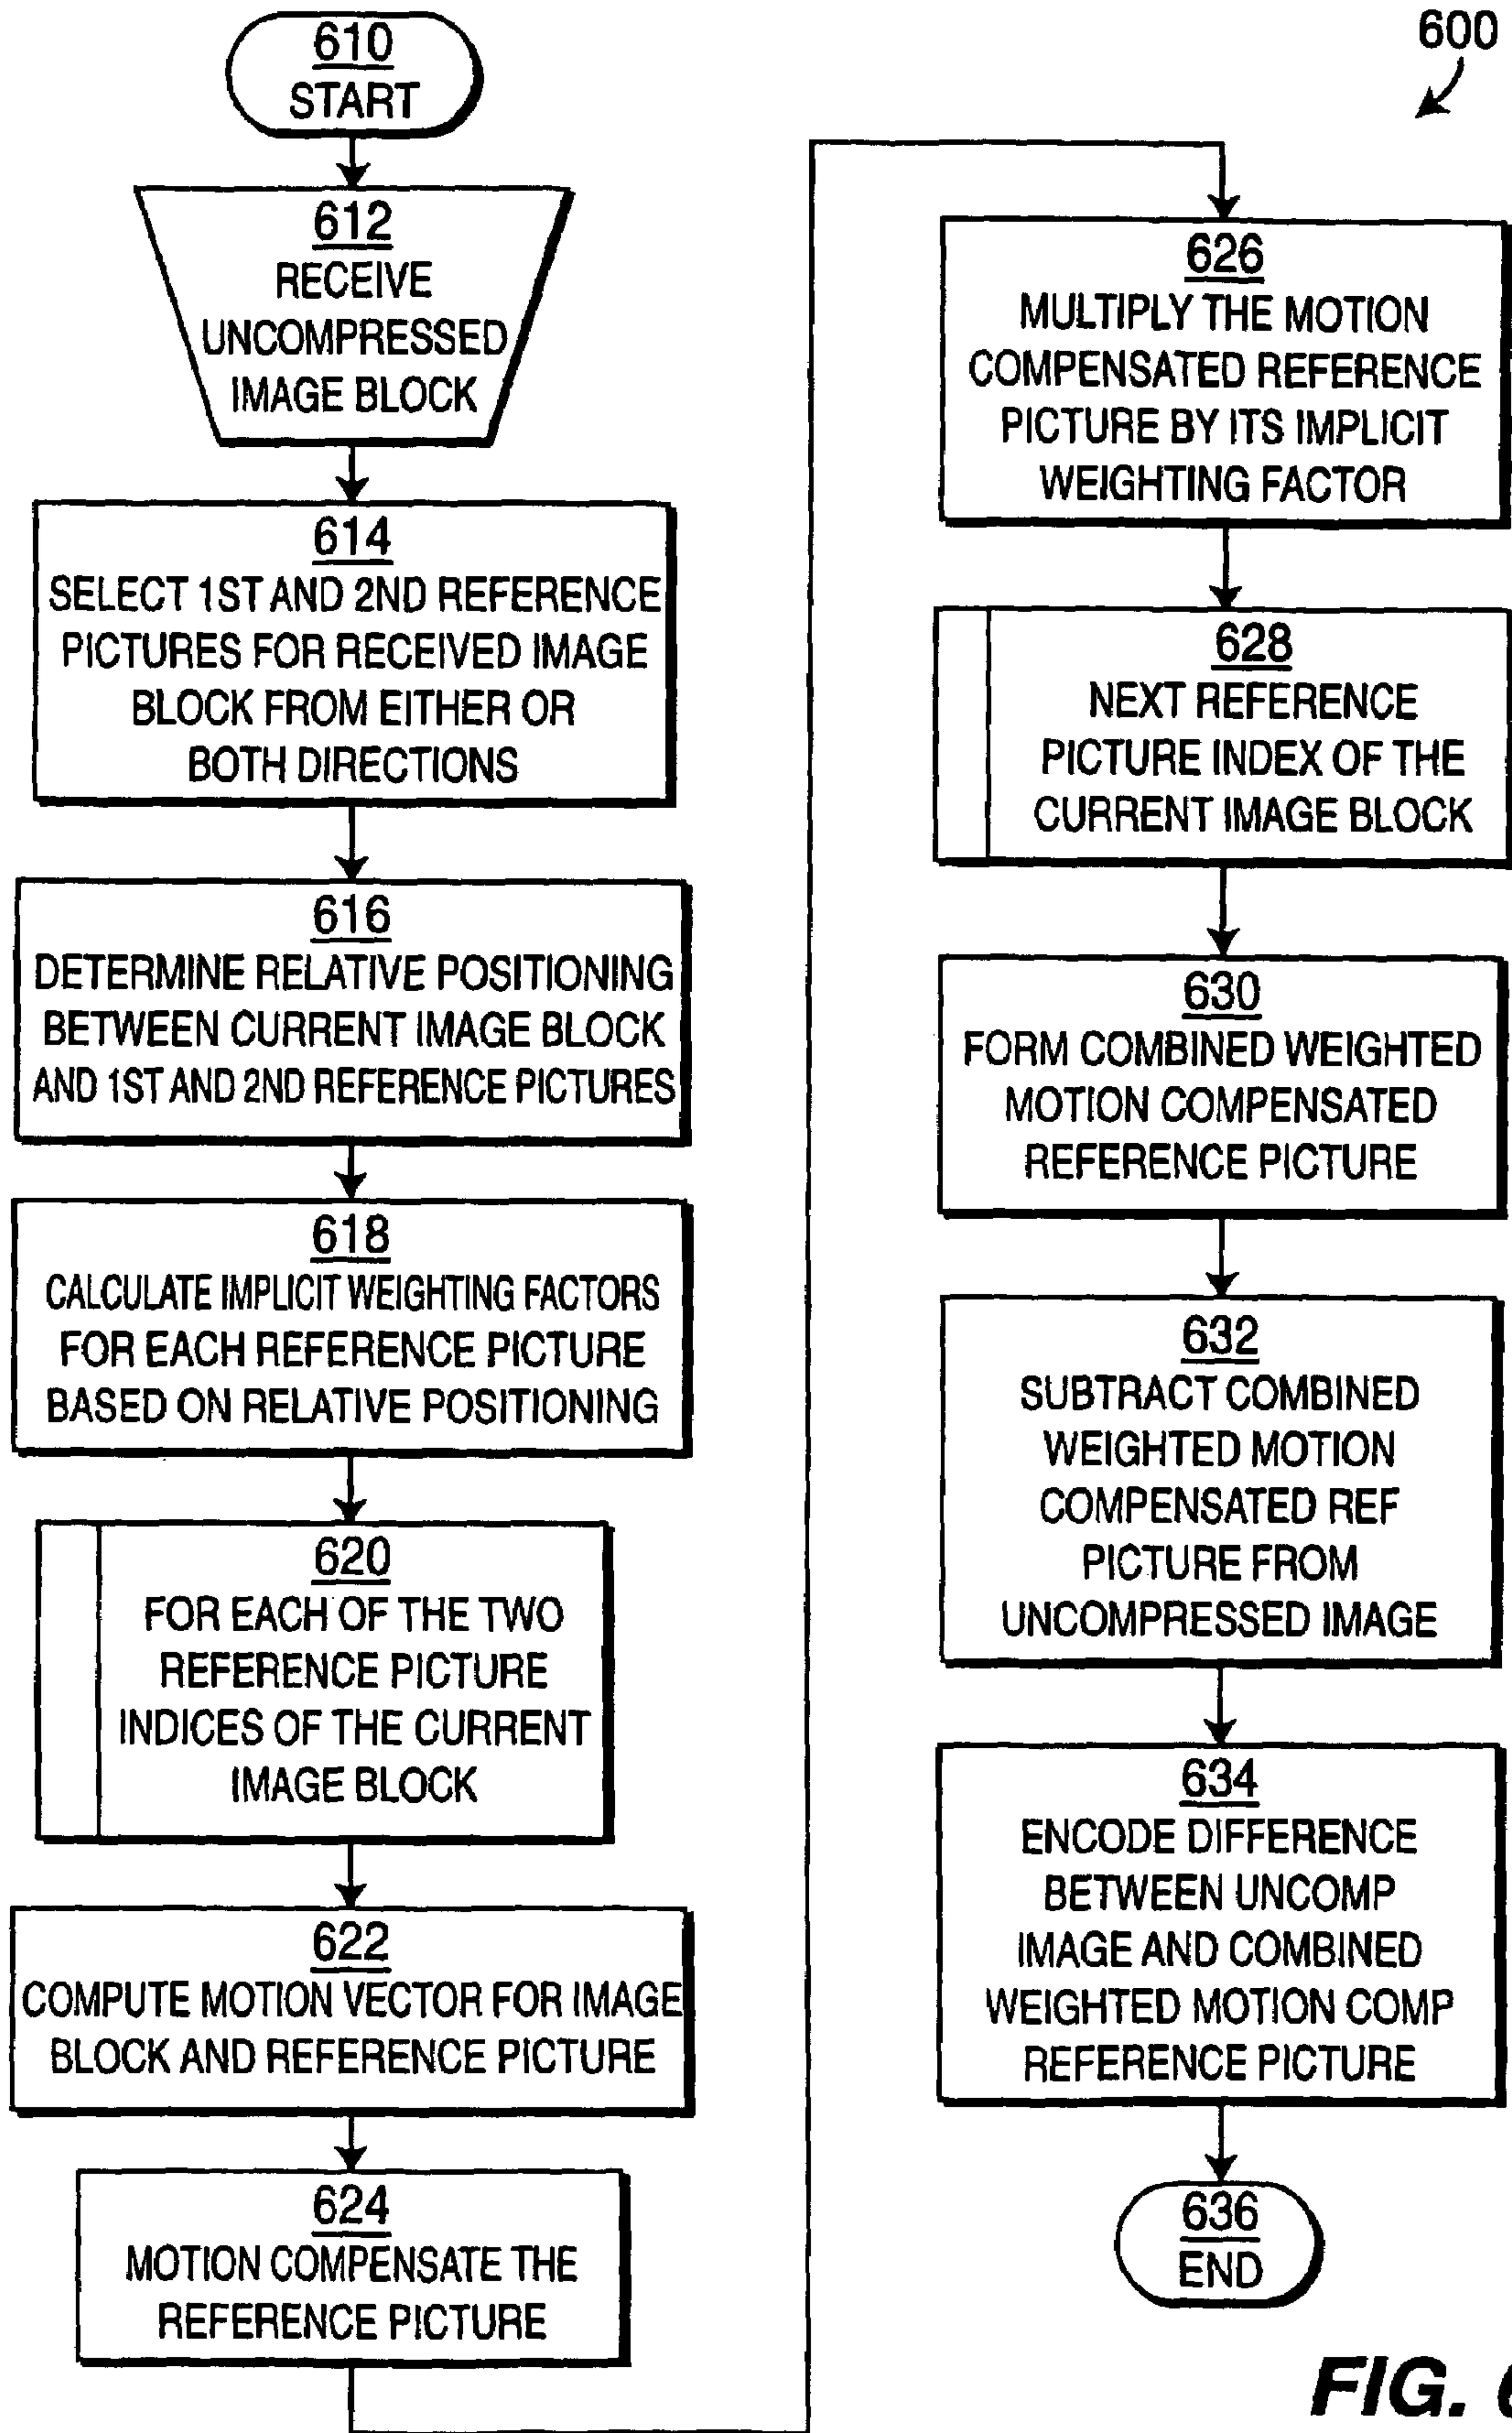 610
START
612
RECEIVE
UNCOMPRESSED
IMAGE BLOCK
614
SELECT 1ST AND 2ND REFERENCE
PICTURES FOR RECEIVED IMAGE
BLOCK FROM EITHER OR
BOTH DIRECTIONS
616
DETERMINE RELATIVE POSITIONING
BETWEEN CURRENT IMAGE BLOCK
AND 1ST AND 2ND REFERENCE PICTURES
618
CALCULATE IMPLICIT WEIGHTING FACTORS
FOR EACH REFERENCE PICTURE
BASED ON RELATIVE POSITIONING
620
FOR EACH OF THE TWO
REFERENCE PICTURE
INDICES OF THE CURRENT
IMAGE BLOCK
622
COMPUTE MOTION VECTOR FOR IMAGE
BLOCK AND REFERENCE PICTURE
624
MOTION COMPENSATE THE
REFERENCE PICTURE
600
626
MULTIPLY THE MOTION
COMPENSATED REFERENCE
PICTURE BY ITS IMPLICIT
WEIGHTING FACTOR
628
NEXT REFERENCE
PICTURE INDEX OF THE
CURRENT IMAGE BLOCK
630
FORM COMBINED WEIGHTED
MOTION COMPENSATED
REFERENCE PICTURE
632
SUBTRACT COMBINED
WEIGHTED MOTION
COMPENSATED REF
PICTURE FROM
UNCOMPRESSED IMAGE
634
ENCODE DIFFERENCE
BETWEEN UNCOMP
IMAGE AND COMBINED
WEIGHTED MOTION COMP
REFERENCE PICTURE
636
END
FIG. 6